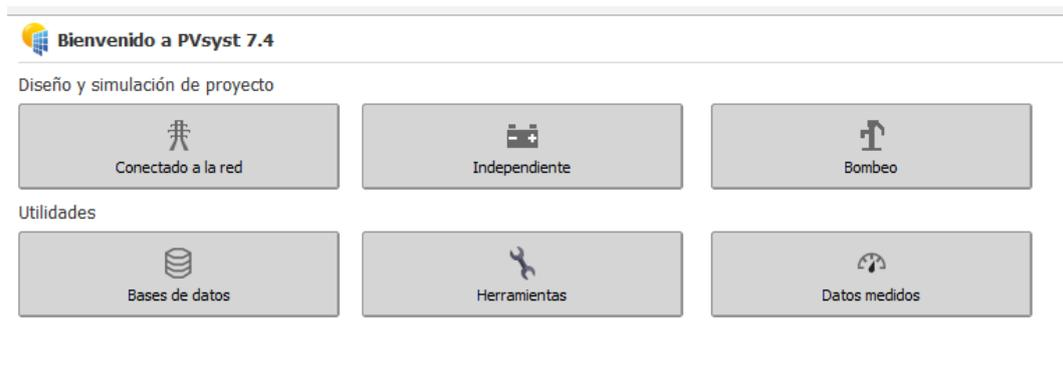 Bienvenido a PVsyst 7.4
Diseño y simulación de proyecto
Conectado a la red
Independiente
Bombeo
Utilidades
Bases de datos
Herramientas
Datos medidos